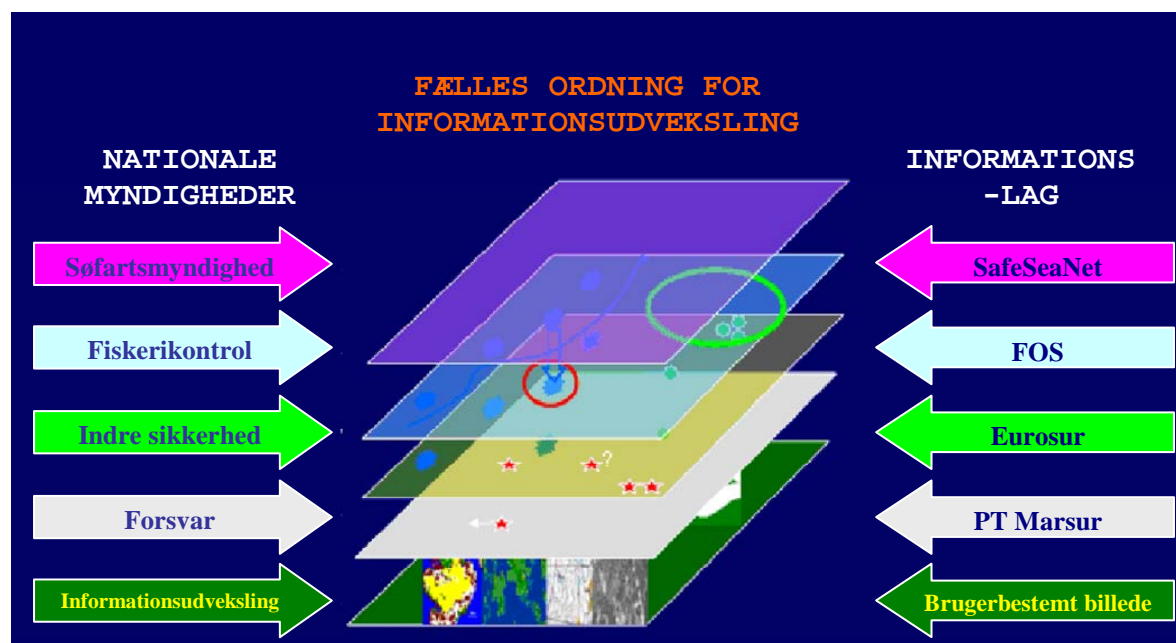 FÆLLES ORDNING FOR
INFORMATIONSUDVEKSLING
NATIONALE
MYNDIGHEDER
INFORMATIONS
-LAG
Søfartsmyndighed
SafeSeaNet
Fiskerikontrol
FOS
Indre sikkerhed
Eurosur
?
Forsvar
PT Marsur
Informationsudveksling
Brugerbestemt billede